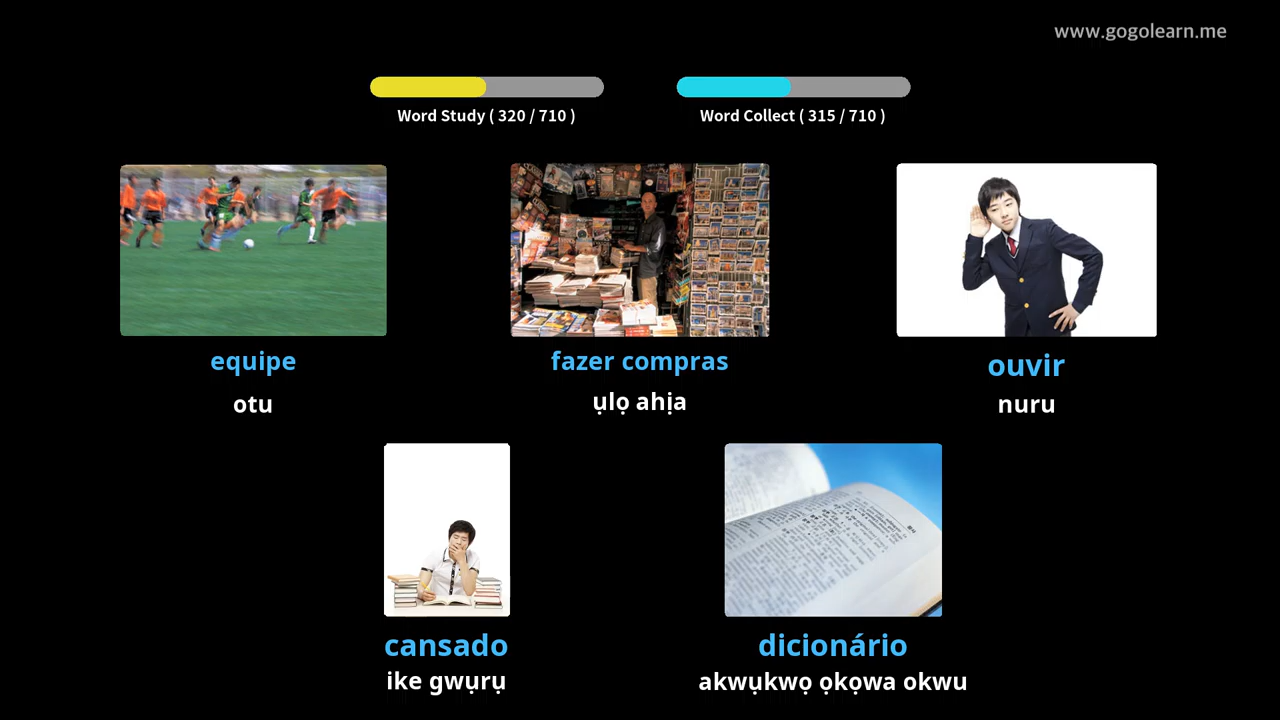 www.gogolearn.me
Word Study ( 320 / 710 )
Word Collect ( 315 / 710 )
equipe
otu
fazer compras
ụlọ ahịa
ouvir
nuru
cansado
ike gwụrụ
dicionário
akwụkwọ ọkọwa okwu